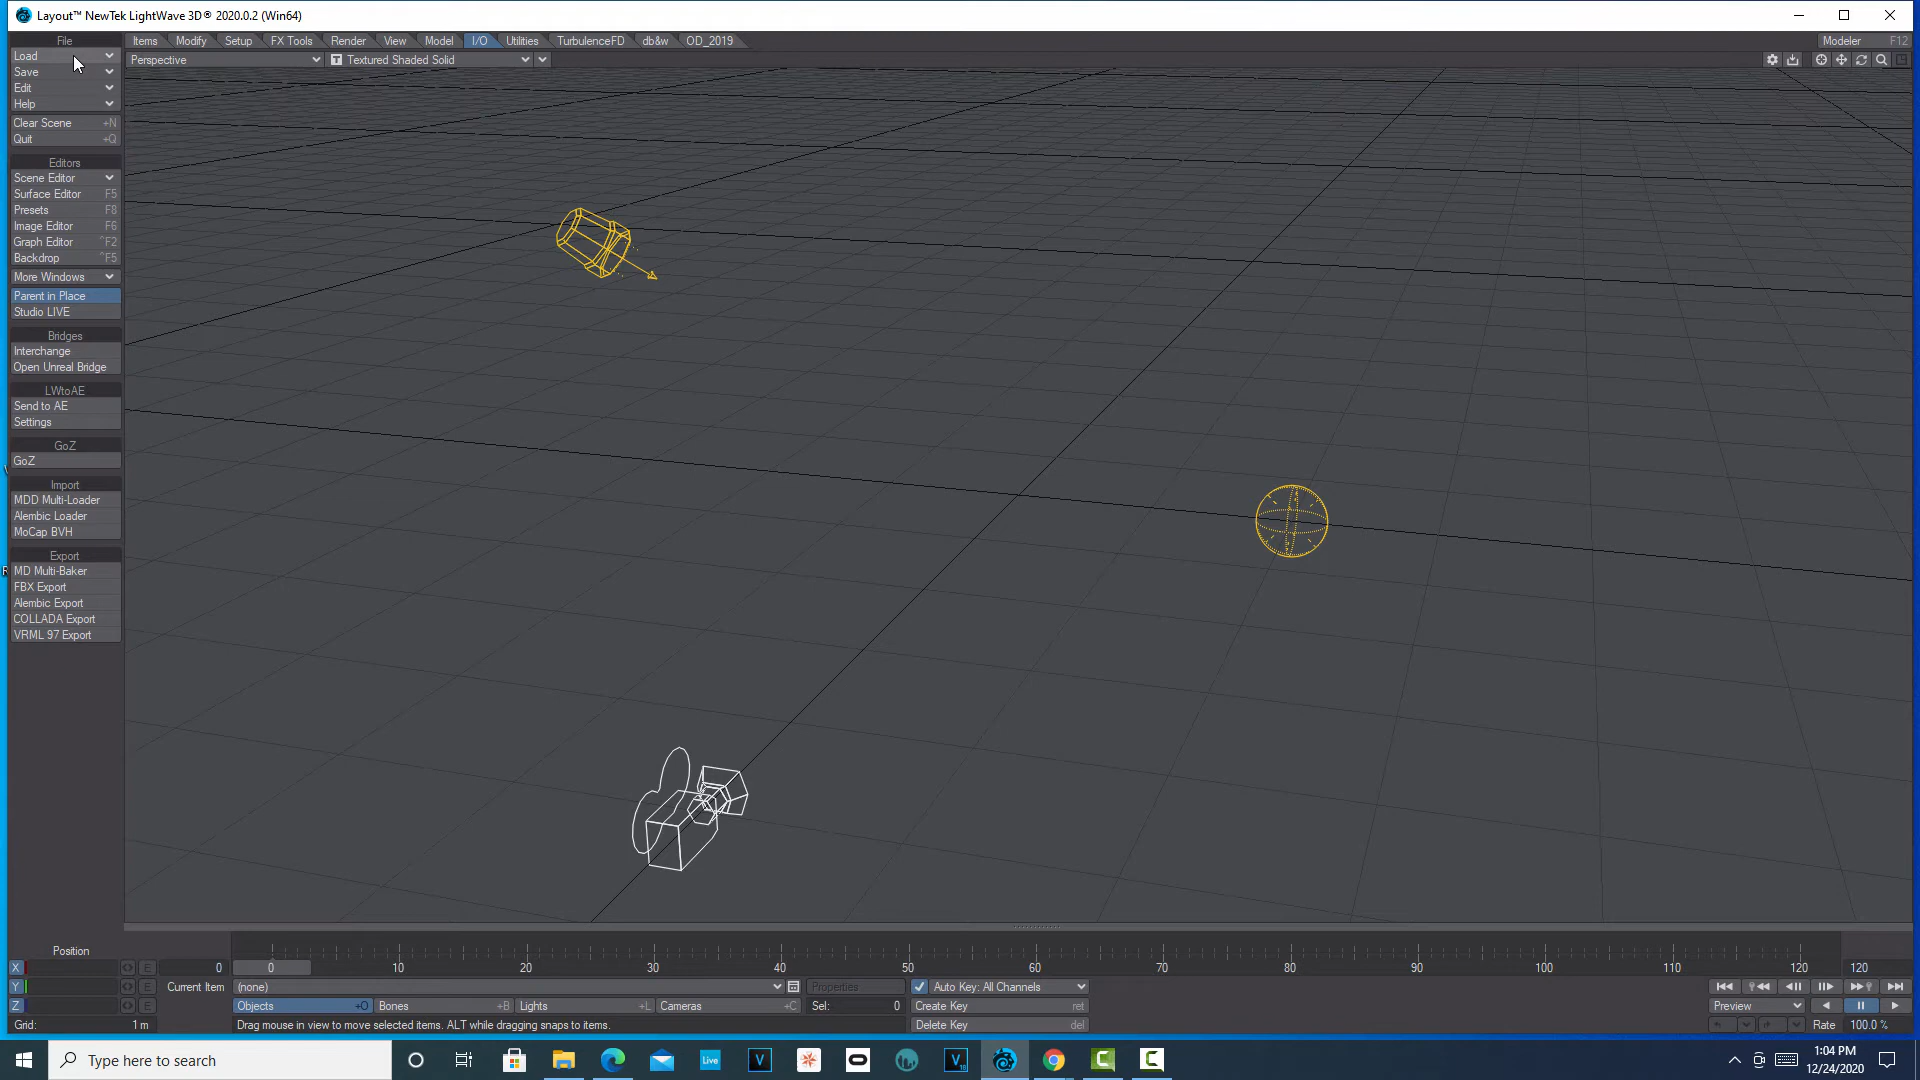 Layout™ NewTek LightWave 3D® 2020.0.2 (Win64)
File Items Modify Setup FX Tools Render View Model I/O Utilities TurbulenceFD db&w OD_2019 Modeler F12
Load Perspective T Textured Shaded Solid
Save
Edit
Help
Clear Scene +N
Quit +Q
Editors
Scene Editor
Surface Editor F5
Presets F8
Image Editor F6
Graph Editor ^F2
Backdrop ^F5
More Windows
Parent in Place
Studio LIVE
Bridges
Interchange
Open Unreal Bridge
LWtoAE
Send to AE
Settings
GoZ
GoZ
Import
MDD Multi-Loader
Alembic Loader
MoCap BVH
Export
MD Multi-Baker
FBX Export
Alembic Export
COLLADA Export
VRML 97 Export
Position
X E 0 0 10 20 30 40 50 60 70 80 90 100 110 120 120
Y E Current Item (none) Properties Auto Key: All Channels
Z E Objects +O Bones +B Lights +L Cameras +C Sel: 0 Create Key ret Preview
Grid: 1 m Drag mouse in view to move selected items. ALT while dragging snaps to items. Delete Key del Rate 100.0 %
Type here to search Live V V 18 C C 1:04 PM
12/24/2020